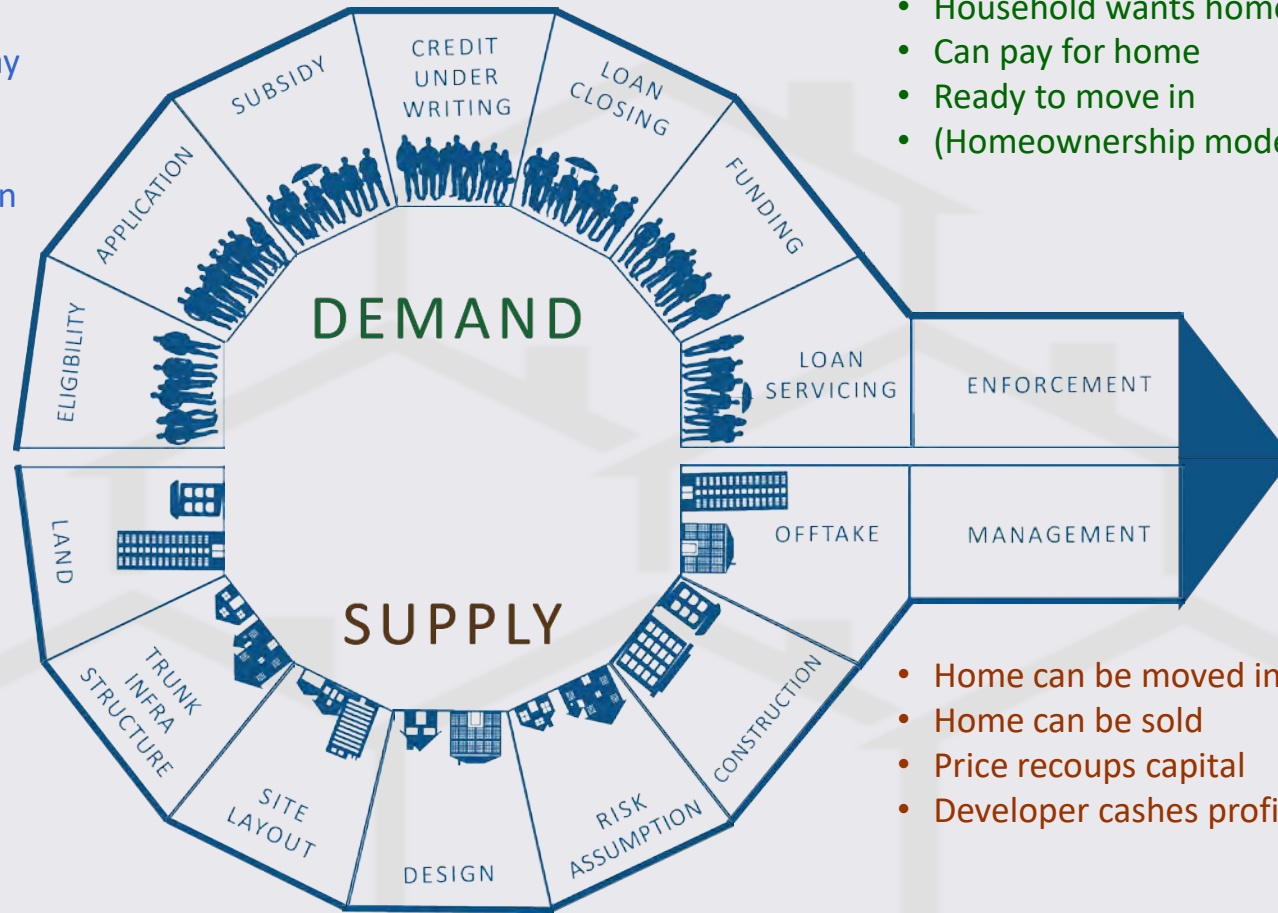 ay
n
• Household wants home
• Can pay for home
• Ready to move in
• (Homeownership mode
CREDIT
UNDER
WRITING
SUBSIDY
LOAN
CLOSING
APPLICATION
FUNDING
ELIGIBILITY
DEMAND
LOAN
SERVICING
ENFORCEMENT
LAND
OFFTAKE
MANAGEMENT
SUPPLY
TRUNK
INFRA
STRUCTURE
SITE
LAYOUT
DESIGN
RISK
ASSUMPTION
CONSTRUCTION
• Home can be moved in
• Home can be sold
• Price recoups capital
• Developer cashes profi